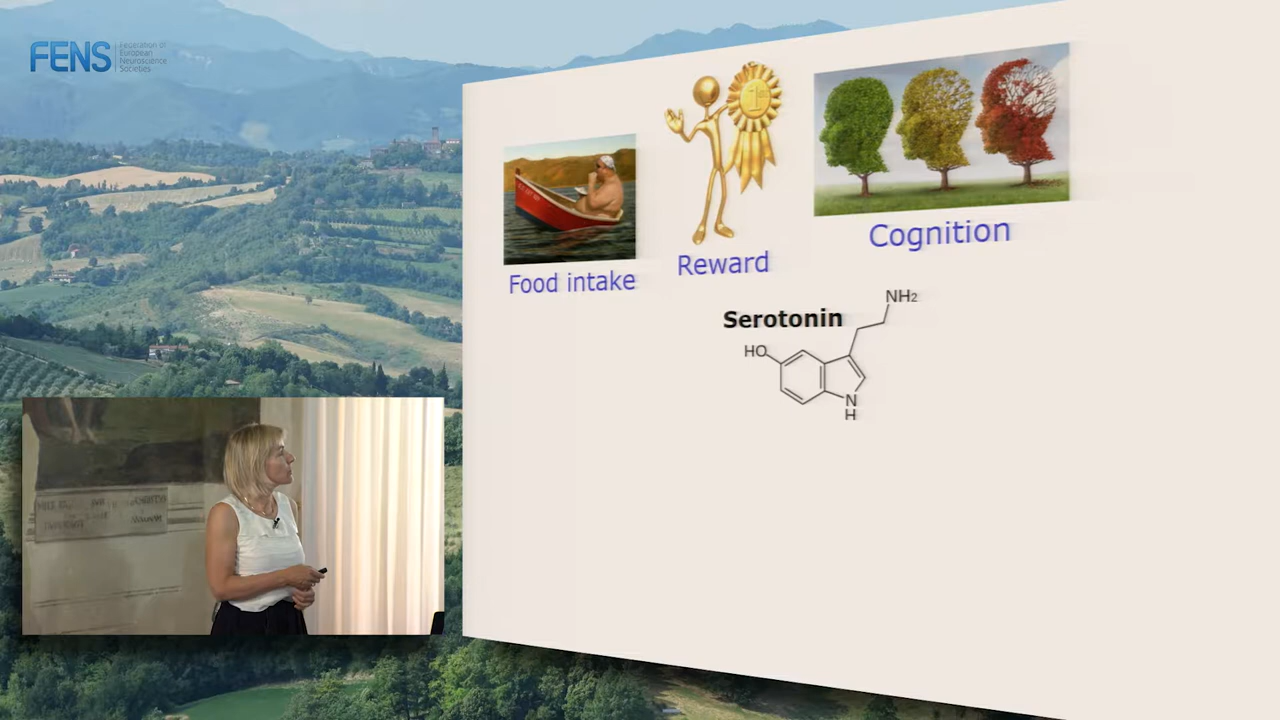 FENS
Federation of
European
Neuroscience
Societies
Food intake
Reward
Cognition
Serotonin
NH2
HO
N
H